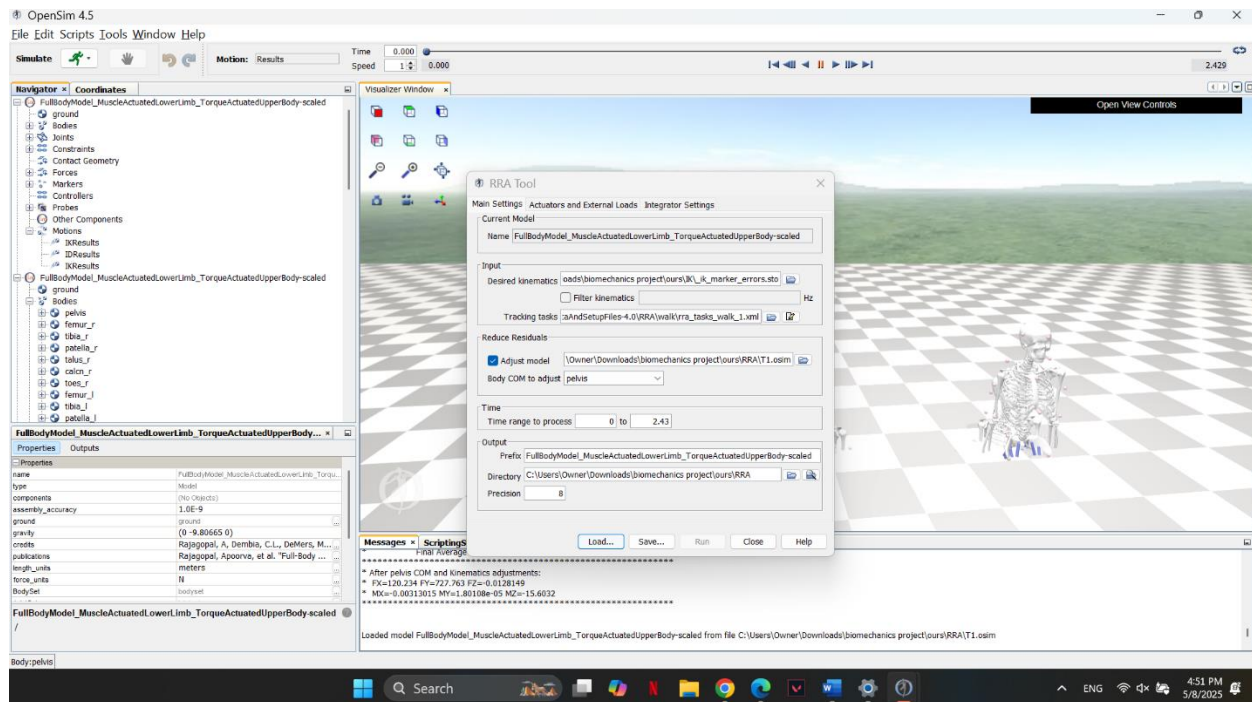 OpenSim 4.5
File Edit Scripts Tools Window Help
Simulate
Motion: Results
Time 0.000
Speed 1 0.000
2.429
Navigator × Coordinates
FullBodyModel_MuscleActuatedLowerLimb_TorqueActuatedUpperBody-scaled
ground
Bodies
Joints
Constraints
Contact Geometry
Forces
Markers
Controllers
Probes
Other Components
Motions
IKResults
IDResults
IKResults
FullBodyModel_MuscleActuatedLowerLimb_TorqueActuatedUpperBody-scaled
ground
Bodies
pelvis
femur_r
tibia_r
patella_r
talus_r
calcn_r
toes_r
femur_l
tibia_l
patella_l
FullBodyModel_MuscleActuatedLowerLimb_TorqueActuatedUpperBody... ×
Properties Outputs
Properties
name FullBodyModel_MuscleActuatedLowerLimb_Torqu...
type Model
components (No Objects)
assembly_accuracy 1.0E-9
ground ground
gravity (0 -9.80665 0)
credits Rajagopal, A, Dembia, C.L., DeMers, M...
publications Rajagopal, Apoorva, et al. "Full-Body ...
length_units meters
force_units N
BodySet bodyset
FullBodyModel_MuscleActuatedLowerLimb_TorqueActuatedUpperBody-scaled
/
Body:pelvis
Visualizer Window ×
Open View Controls
RRA Tool
Main Settings Actuators and External Loads Integrator Settings
Current Model
Name FullBodyModel_MuscleActuatedLowerLimb_TorqueActuatedUpperBody-scaled
Input
Desired kinematics oads\biomechanics project\ours\IK\_ik_marker_errors.sto
Filter kinematics Hz
Tracking tasks :aAndSetupFiles-4.0\RRA\walk\rra_tasks_walk_1.xml
Reduce Residuals
Adjust model \Owner\Downloads\biomechanics project\ours\RRA\T1.osim
Body COM to adjust pelvis
Time
Time range to process 0 to 2.43
Output
Prefix FullBodyModel_MuscleActuatedLowerLimb_TorqueActuatedUpperBody-scaled
Directory C:\Users\Owner\Downloads\biomechanics project\ours\RRA
Precision 8
Load... Save... Run Close Help
Messages × ScriptingS
* Final Average
* After pelvis COM and Kinematics adjustments:
* FX=120.234 FY=727.763 FZ=-0.0128149
* MX=-0.00313015 MY=1.80108e-05 MZ=-15.6032
Loaded model FullBodyModel_MuscleActuatedLowerLimb_TorqueActuatedUpperBody-scaled from file C:\Users\Owner\Downloads\biomechanics project\ours\RRA\T1.osim
Search
ENG
4:51 PM
5/8/2025